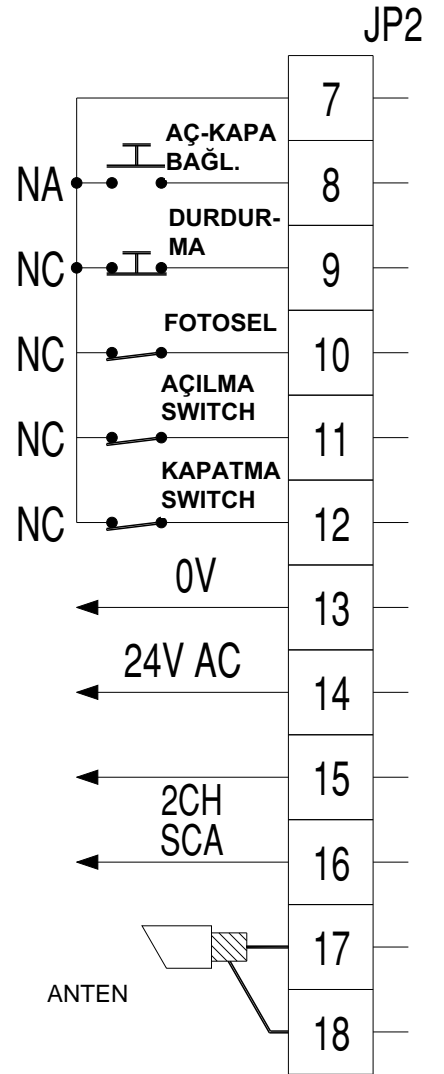 JP2
7
AÇ-KAPA
BAĞL.
NA
8
DURDUR-
MA
NC
9
FOTOSEL
NC
10
AÇILMA
SWITCH
NC
11
KAPATMA
SWITCH
NC
12
0V
13
24V AC
14
15
2CH
SCA
16
17
ANTEN
18